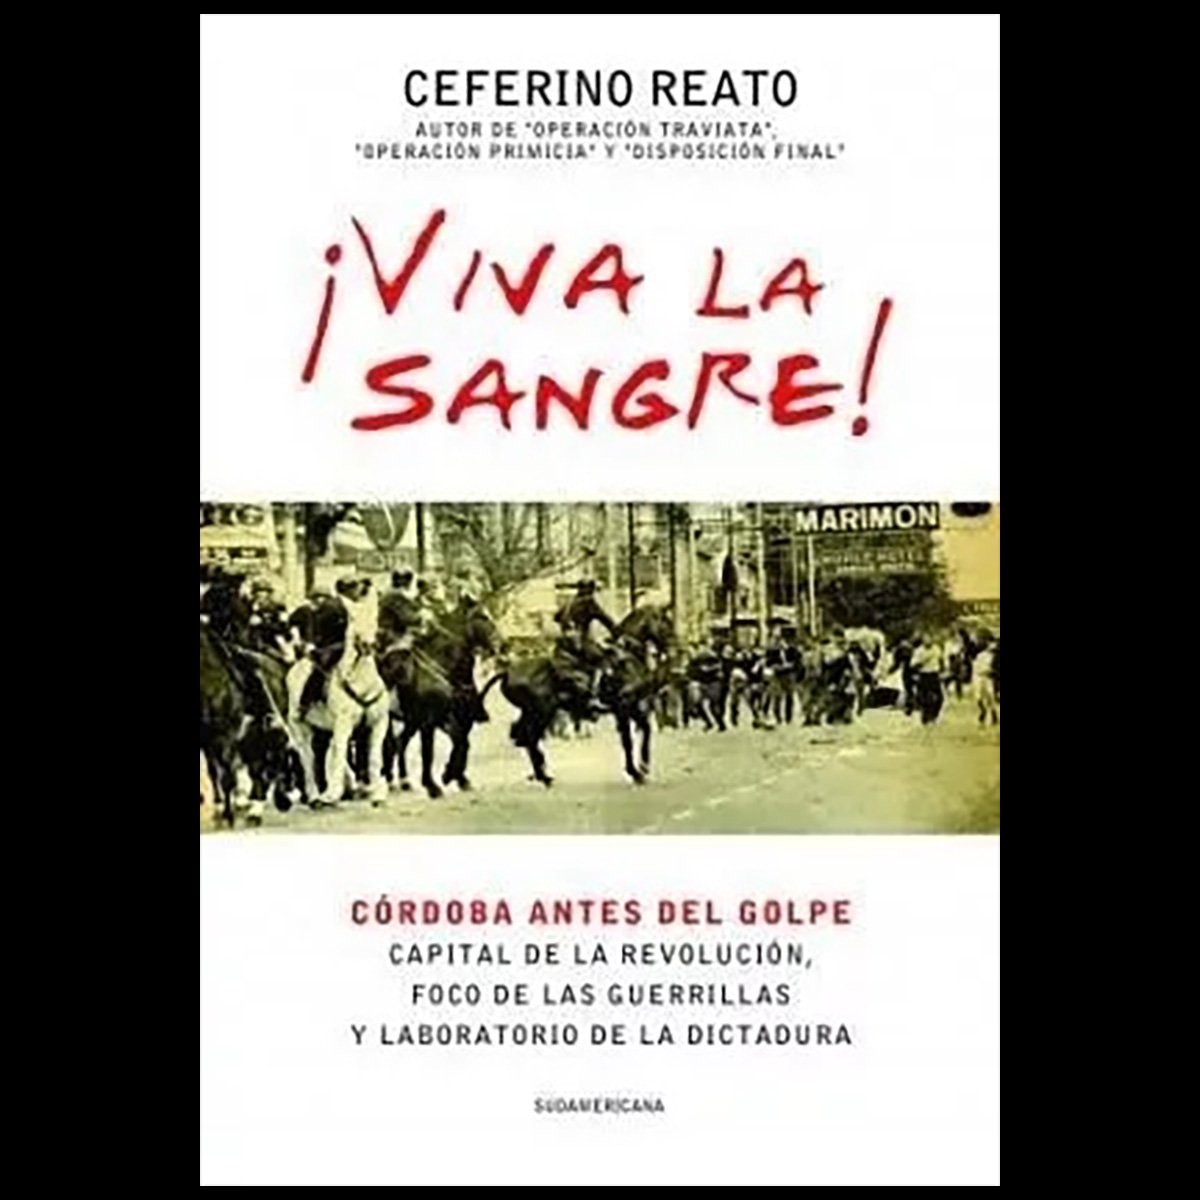 CEFERINO REATO
AUTOR DE "OPERACIÓN TRAVIATA",
"OPERACIÓN PRIMICIA" Y "DISPOSICIÓN FINAL"
¡VIVA LA
SANGRE!
MARIMON
CÓRDOBA ANTES DEL GOLPE
CAPITAL DE LA REVOLUCIÓN,
FOCO DE LAS GUERRILLAS
Y LABORATORIO DE LA DICTADURA
SUDAMERICANA